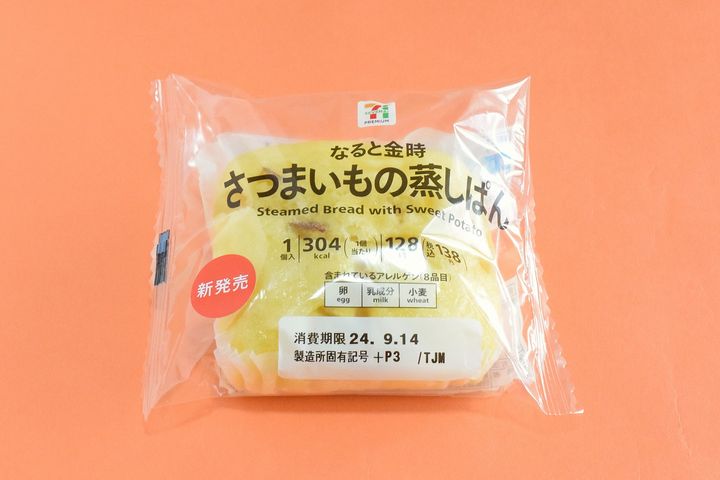 PREMIUM
なると金時
さつまいもの蒸しぱん
Steamed Bread with Sweet Potato
1個入 304kcal (1個当たり) 128 (税込138
含まれているアレルゲン(8品目)
卵 乳成分 小麦
egg milk wheat
新発売
消費期限 24. 9.14
製造所固有記号 +P3 /TJM